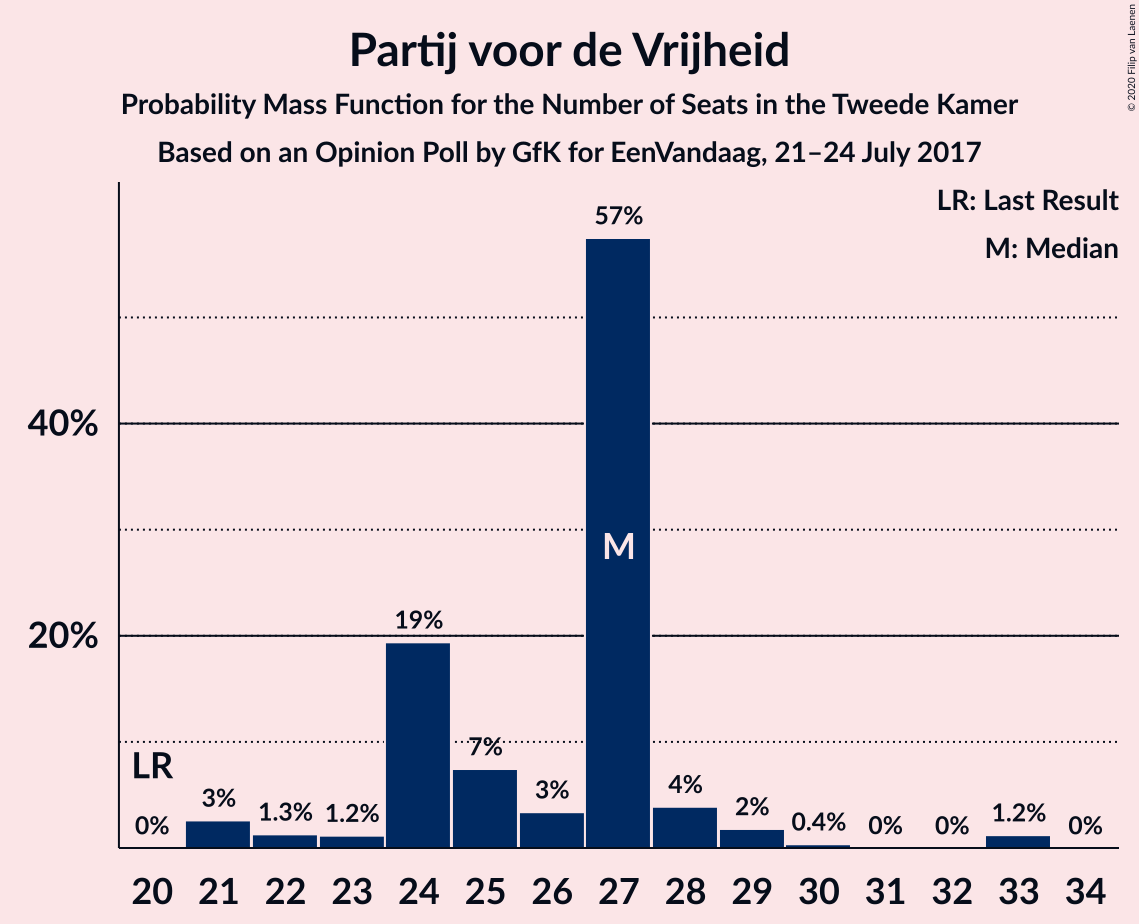 Partij voor de Vrijheid
Probability Mass Function for the Number of Seats in the Tweede Kamer
Based on an Opinion Poll by GfK for EenVandaag, 21–24 July 2017
© 2020 Filip van Laenen
LR: Last Result
M: Median
57%
40%
M
20%
19%
LR
7%
0%
3%
1.3%
1.2%
3%
4%
2%
0.4%
0%
0%
1.2%
0%
20 21 22 23 24 25 26 27 28 29 30 31 32 33 34